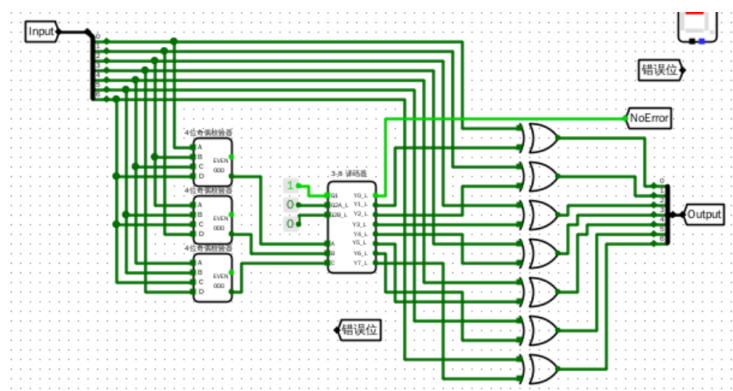 Input
错误位
NoError
4位奇偶校验器
A
B
C
D
EVEN
ODD
4位奇偶校验器
A
B
C
D
EVEN
ODD
4位奇偶校验器
A
B
C
D
EVEN
ODD
1
0
0
3-8 译码器
G1
G2A_L
G2B_L
A
B
C
Y0_L
Y1_L
Y2_L
Y3_L
Y4_L
Y5_L
Y6_L
Y7_L
0
Output
错误位